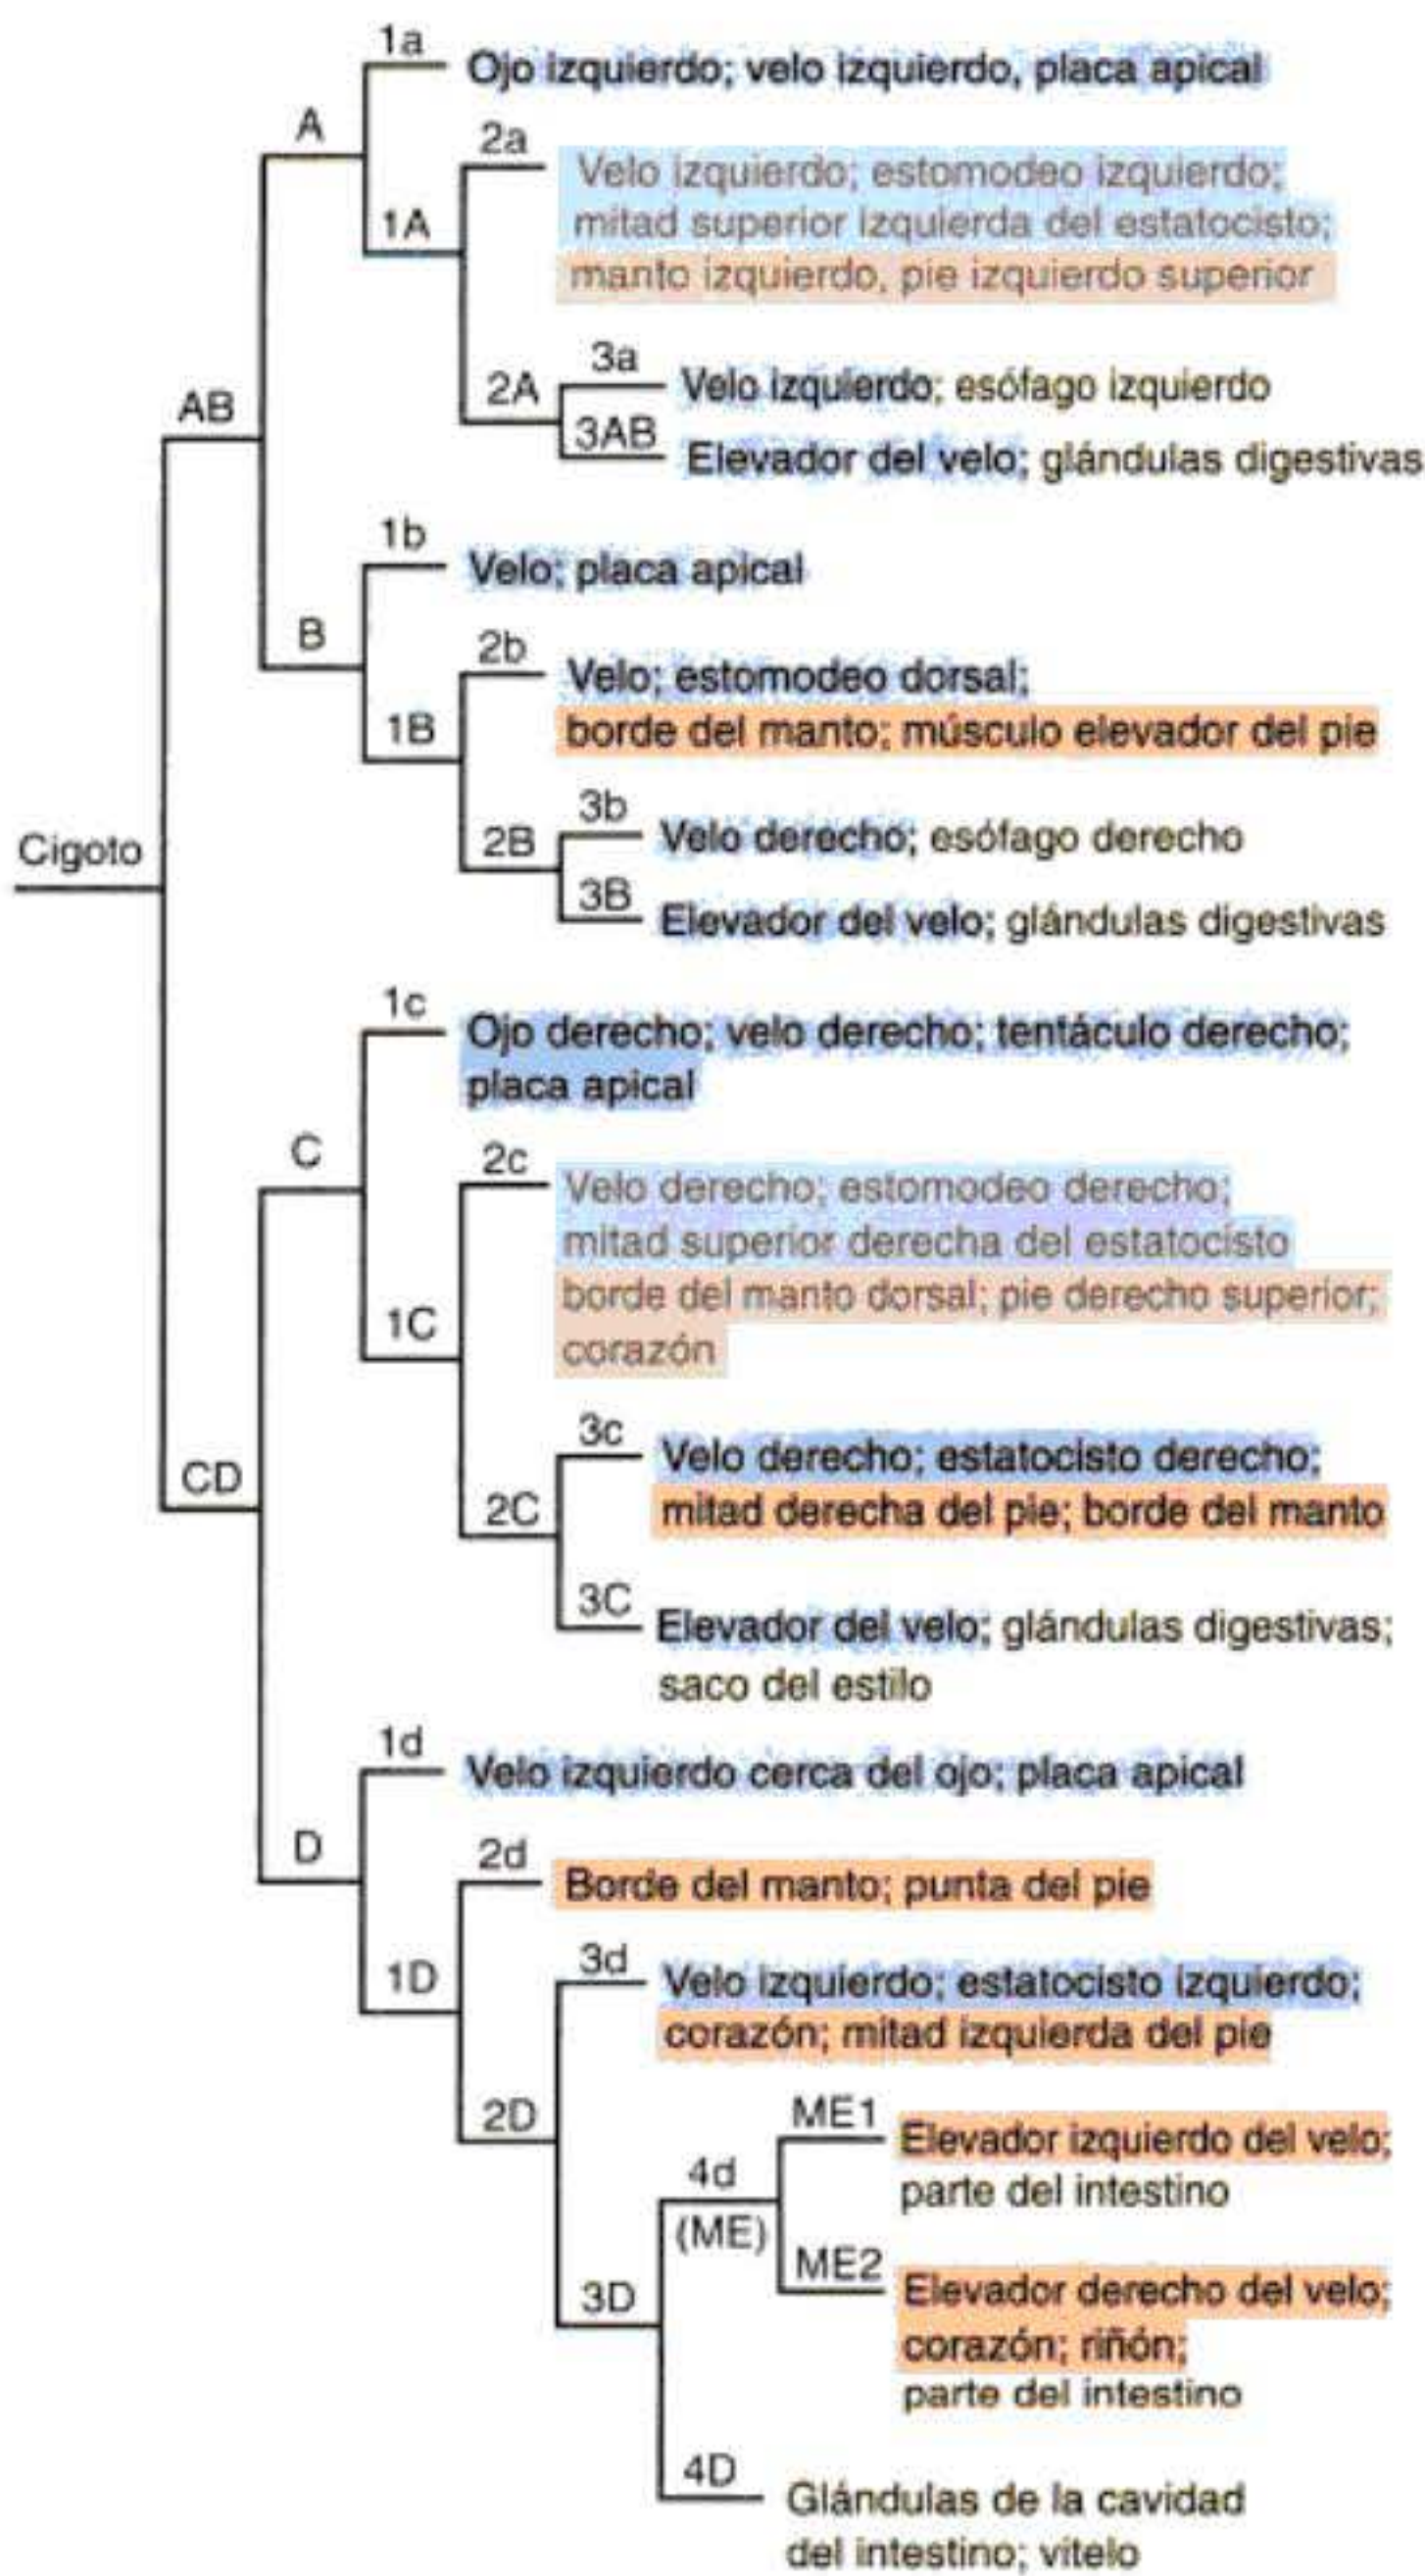 1a
Ojo izquierdo; velo izquierdo, placa apical
A
2a
Velo izquierdo; estomodeo izquierdo;
mitad superior izquierda del estatocisto;
manto izquierdo, pie izquierdo superior
1A
3a
Velo izquierdo; esófago izquierdo
2A
3AB
Elevador del velo; glándulas digestivas
AB
1b
Velo; placa apical
B
2b
Velo; estomodeo dorsal;
borde del manto; músculo elevador del pie
1B
3b
Velo derecho; esófago derecho
2B
3B
Elevador del velo; glándulas digestivas
Cigoto
1c
Ojo derecho; velo derecho; tentáculo derecho;
placa apical
C
2c
Velo derecho; estomodeo derecho;
mitad superior derecha del estatocisto
borde del manto dorsal; pie derecho superior;
corazón
1C
3c
Velo derecho; estatocisto derecho;
mitad derecha del pie; borde del manto
2C
3C
Elevador del velo; glándulas digestivas;
saco del estilo
CD
1d
Velo izquierdo cerca del ojo; placa apical
D
2d
Borde del manto; punta del pie
1D
3d
Velo izquierdo; estatocisto izquierdo;
corazón; mitad izquierda del pie
2D
ME1
Elevador izquierdo del velo;
parte del intestino
4d
(ME)
ME2
Elevador derecho del velo;
corazón; riñón;
parte del intestino
3D
4D
Glándulas de la cavidad
del intestino; vitelo